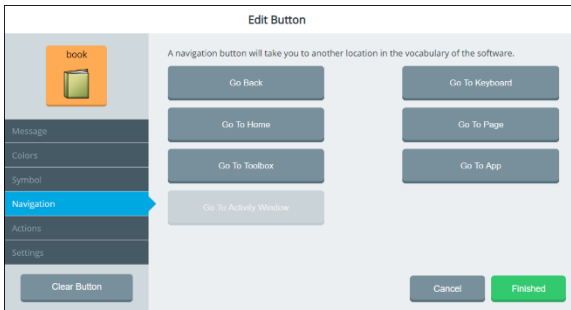 Edit Button
book
Message
Colors
Symbol
Navigation
Actions
Settings
Clear Button
A navigation button will take you to another location in the vocabulary of the software.
Go Back
Go To Keyboard
Go To Home
Go To Page
Go To Toolbox
Go To App
Go To Activity Window
Cancel
Finished